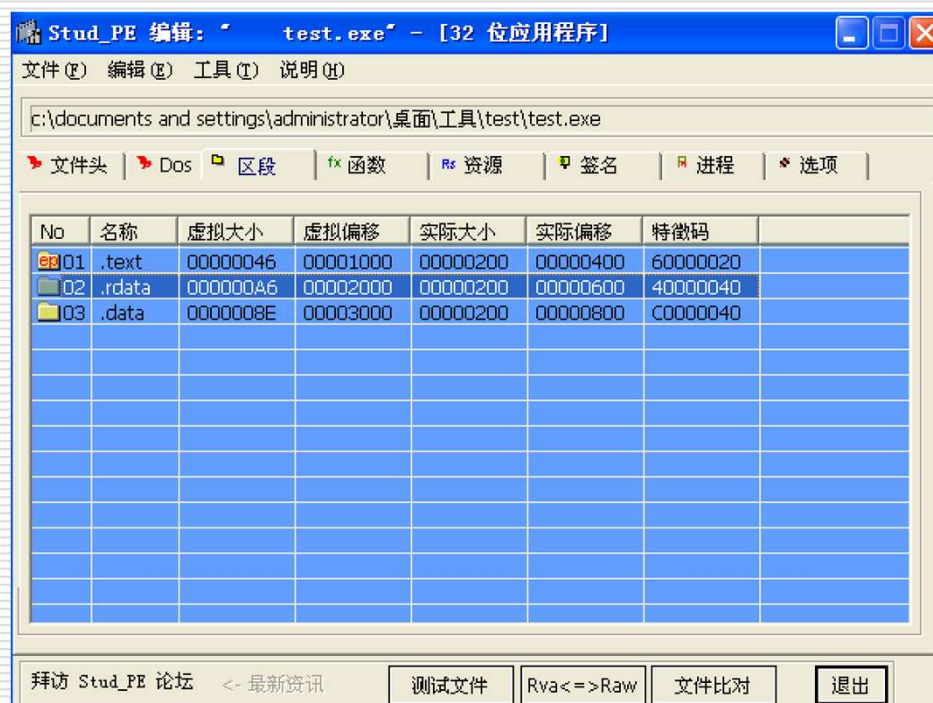 Stud_PE 编辑: " test.exe" - [32 位应用程序]
文件(F) 编辑(E) 工具(T) 说明(H)
c:\documents and settings\administrator\桌面\工具\test\test.exe
文件头 Dos 区段 fx 函数 Rs 资源 签名 进程 选项
No 名称 虚拟大小 虚拟偏移 实际大小 实际偏移 特徵码
ep 01 .text 00000046 00001000 00000200 00000400 60000020
02 .rdata 000000A6 00002000 00000200 00000600 40000040
03 .data 0000008E 00003000 00000200 00000800 C0000040
拜访 Stud_PE 论坛 <- 最新资讯 测试文件 Rva<=>Raw 文件比对 退出